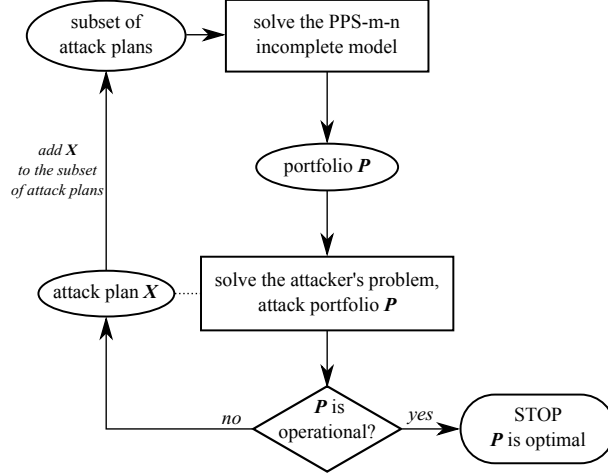 subset of
attack plans
solve the PPS-m-n
incomplete model
add X
to the subset
of attack plans
portfolio P
attack plan X
solve the attacker's problem,
attack portfolio P
P is
operational?
no
yes
STOP
P is optimal